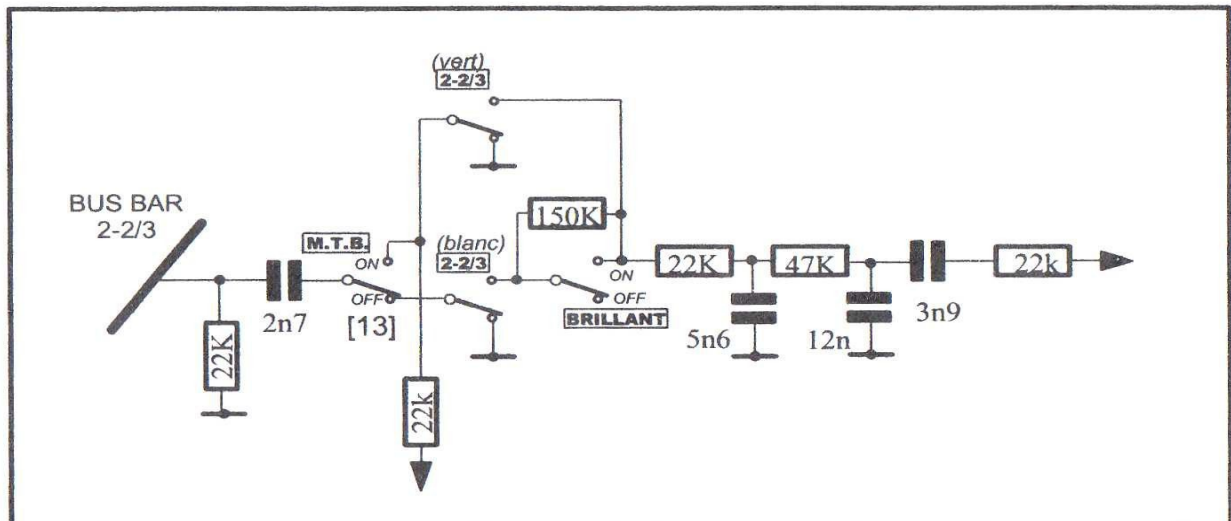 (vert)
2-2/3
BUS BAR
2-2/3
150K
M.T.B.
(blanc)
2-2/3
ON
ON
22K
47K
22k
OFF
OFF
[13]
2n7
BRILLANT
3n9
5n6
12n
22K
22k